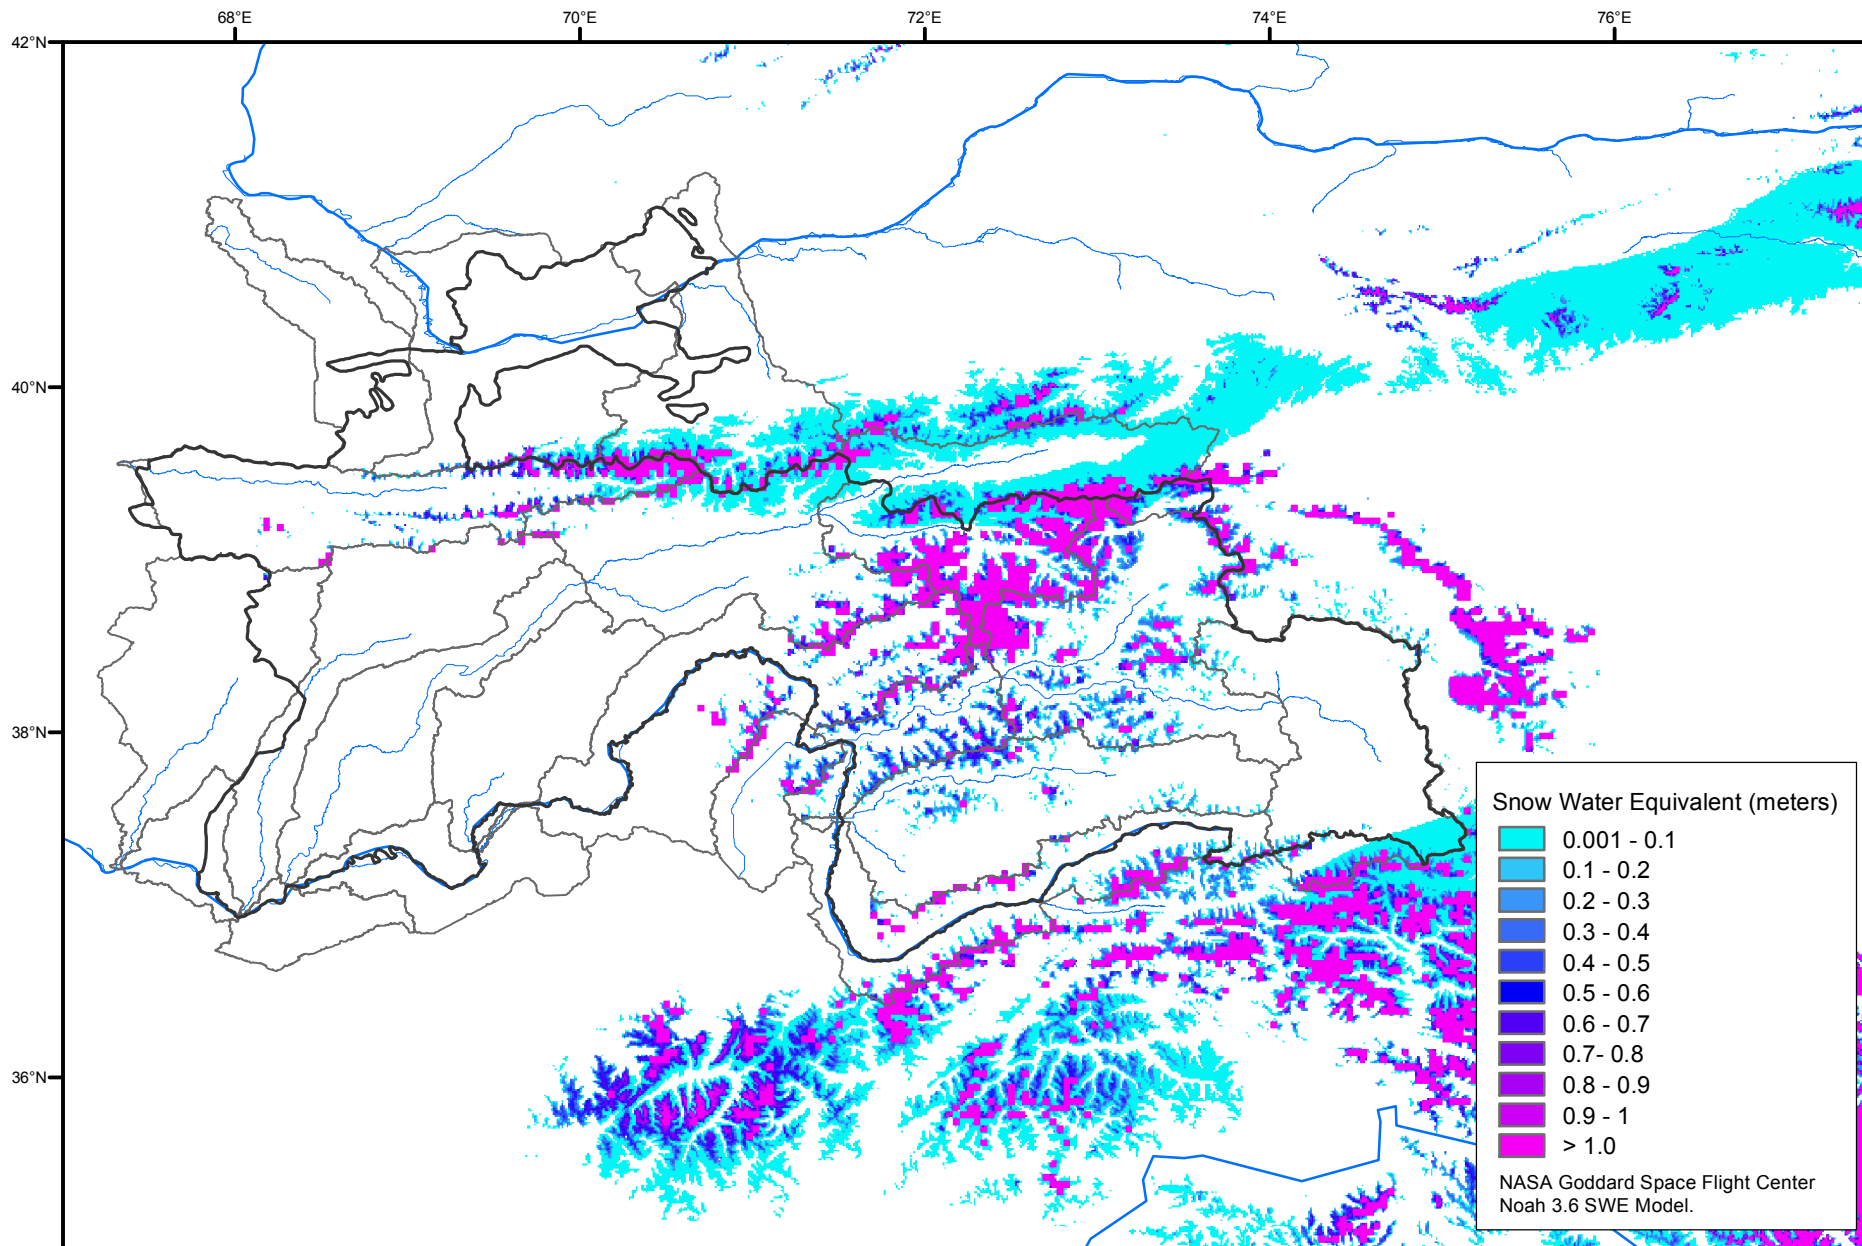 68°E 70°E 72°E 74°E 76°E
42°N
40°N
38°N
36°N
Snow Water Equivalent (meters)
0.001 - 0.1
0.1 - 0.2
0.2 - 0.3
0.3 - 0.4
0.4 - 0.5
0.5 - 0.6
0.6 - 0.7
0.7- 0.8
0.8 - 0.9
0.9 - 1
> 1.0
NASA Goddard Space Flight Center
Noah 3.6 SWE Model.